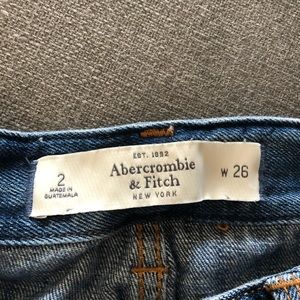 EST. 1892
2
MADE IN
GUATEMALA
Abercrombie
& Fitch
NEW YORK
W 26